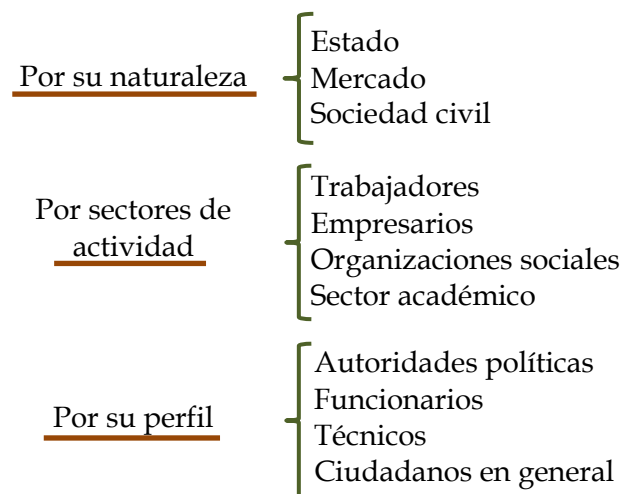 Por su naturaleza
Estado
Mercado
Sociedad civil
Por sectores de
actividad
Trabajadores
Empresarios
Organizaciones sociales
Sector académico
Por su perfil
Autoridades políticas
Funcionarios
Técnicos
Ciudadanos en general